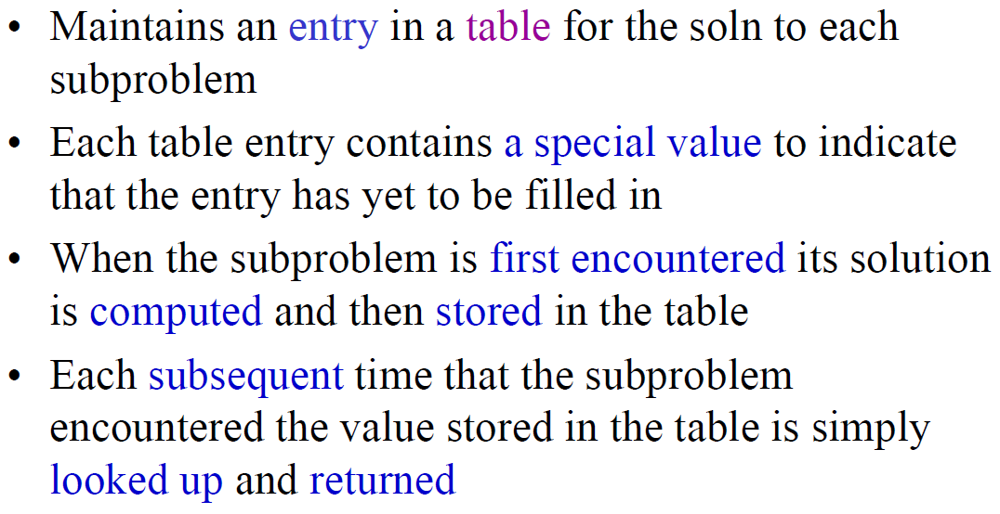 • Maintains an entry in a table for the soln to each
subproblem
• Each table entry contains a special value to indicate
that the entry has yet to be filled in
• When the subproblem is first encountered its solution
is computed and then stored in the table
• Each subsequent time that the subproblem
encountered the value stored in the table is simply
looked up and returned